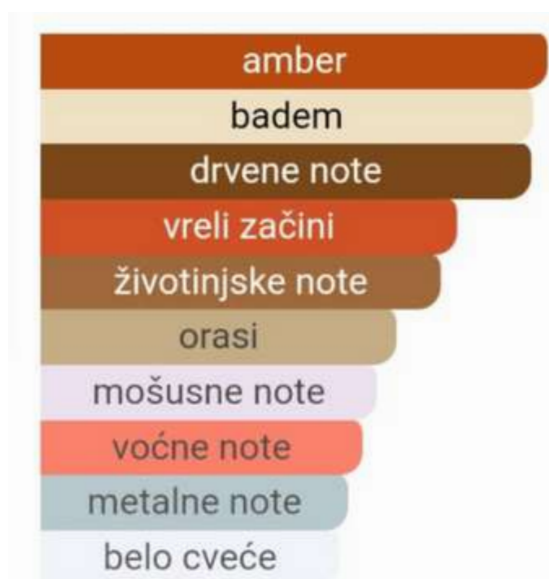 amber
badem
drvene note
vreli začini
životinjske note
orasi
mošusne note
voćne note
metalne note
belo cveće